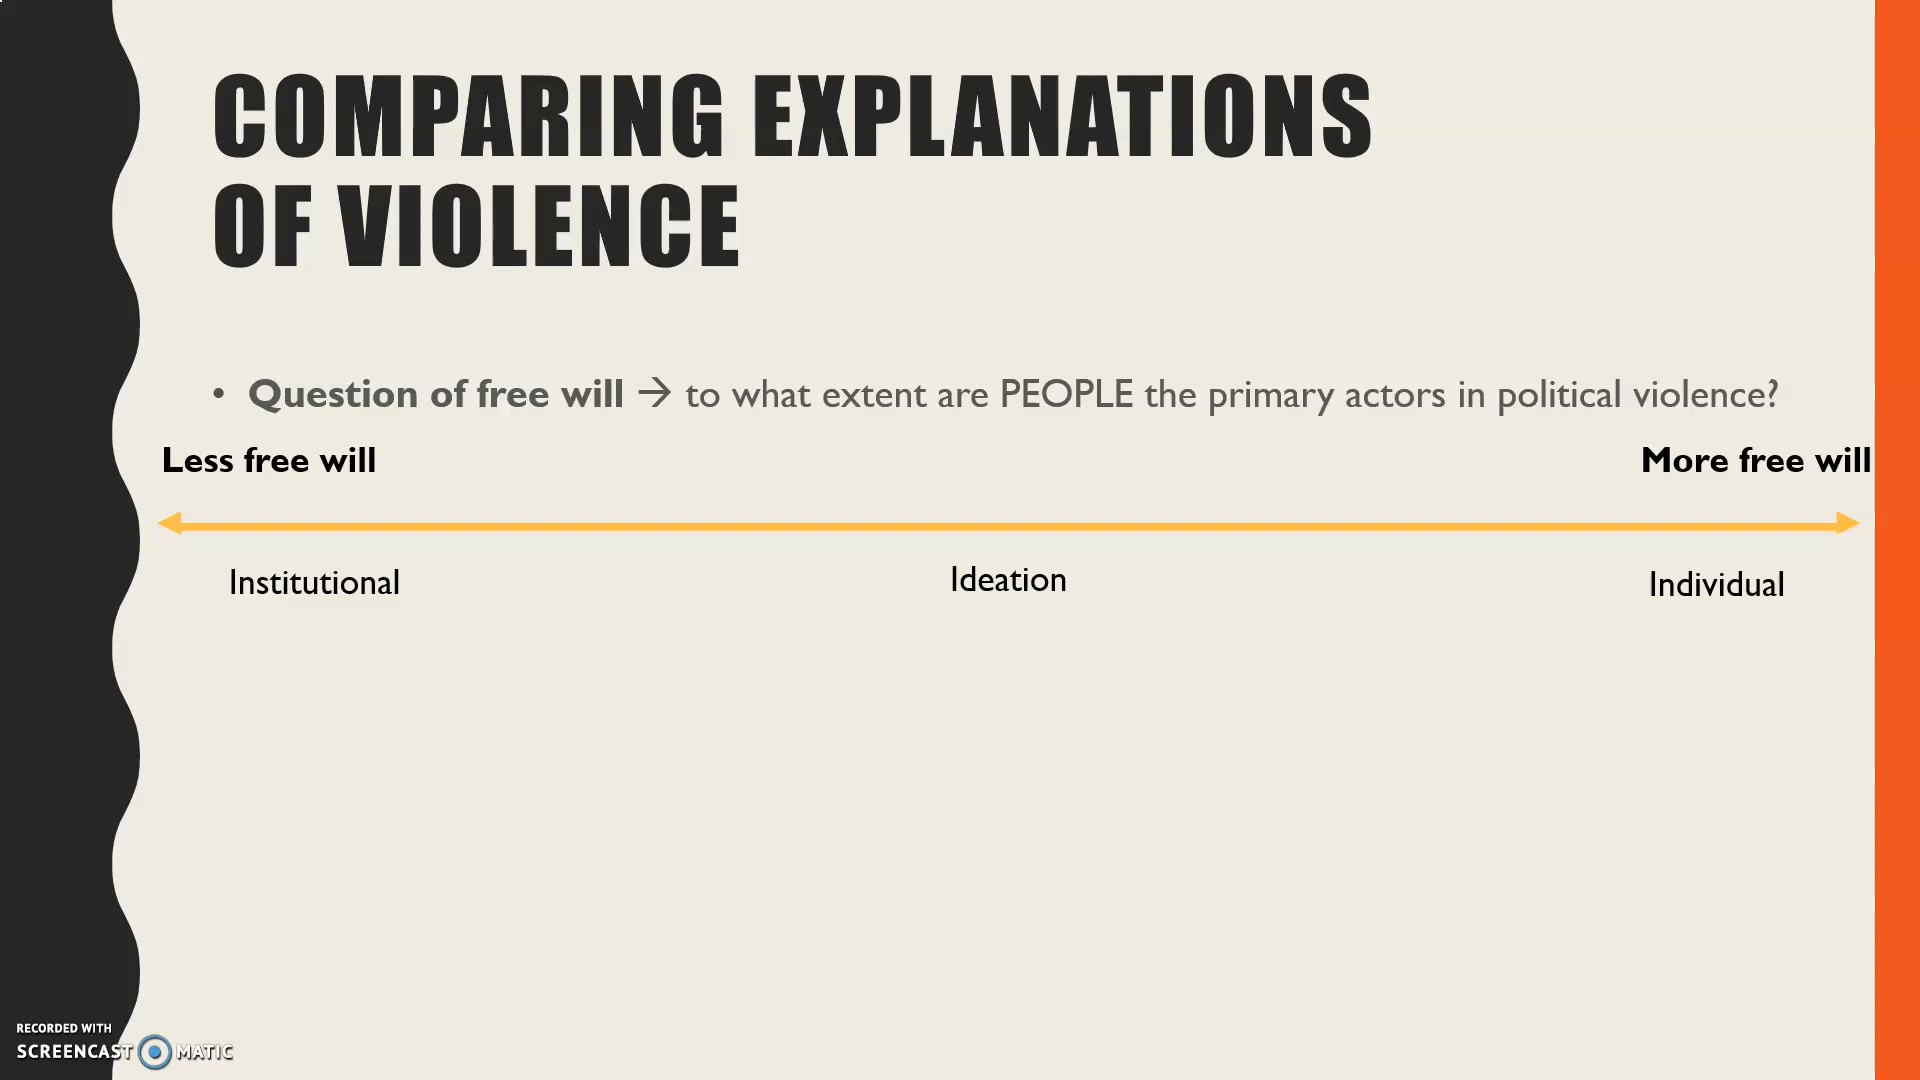 COMPARING EXPLANATIONS
OF VIOLENCE
• Question of free will → to what extent are PEOPLE the primary actors in political violence?
Less free will
More free will
Institutional
Ideation
Individual
RECORDED WITH
SCREENCAST MATIC